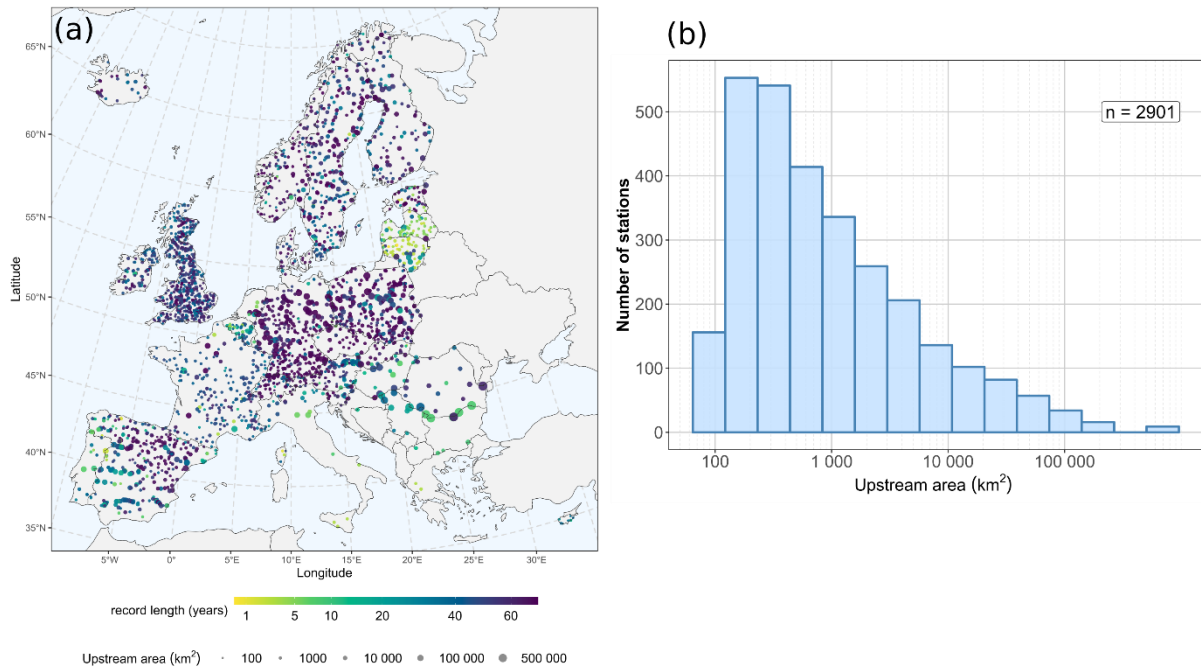 (a)
65°N
60°N
55°N
50°N
45°N
40°N
35°N
Latitude
5°W 0° 5°E 10°E 15°E 20°E 25°E 30°E
Longitude
record length (years)
1 5 10 20 40 60
Upstream area (km²) 100 1000 10 000 100 000 500 000
(b)
n = 2901
500
400
300
200
100
0
Number of stations
100 1 000 10 000 100 000
Upstream area (km²)